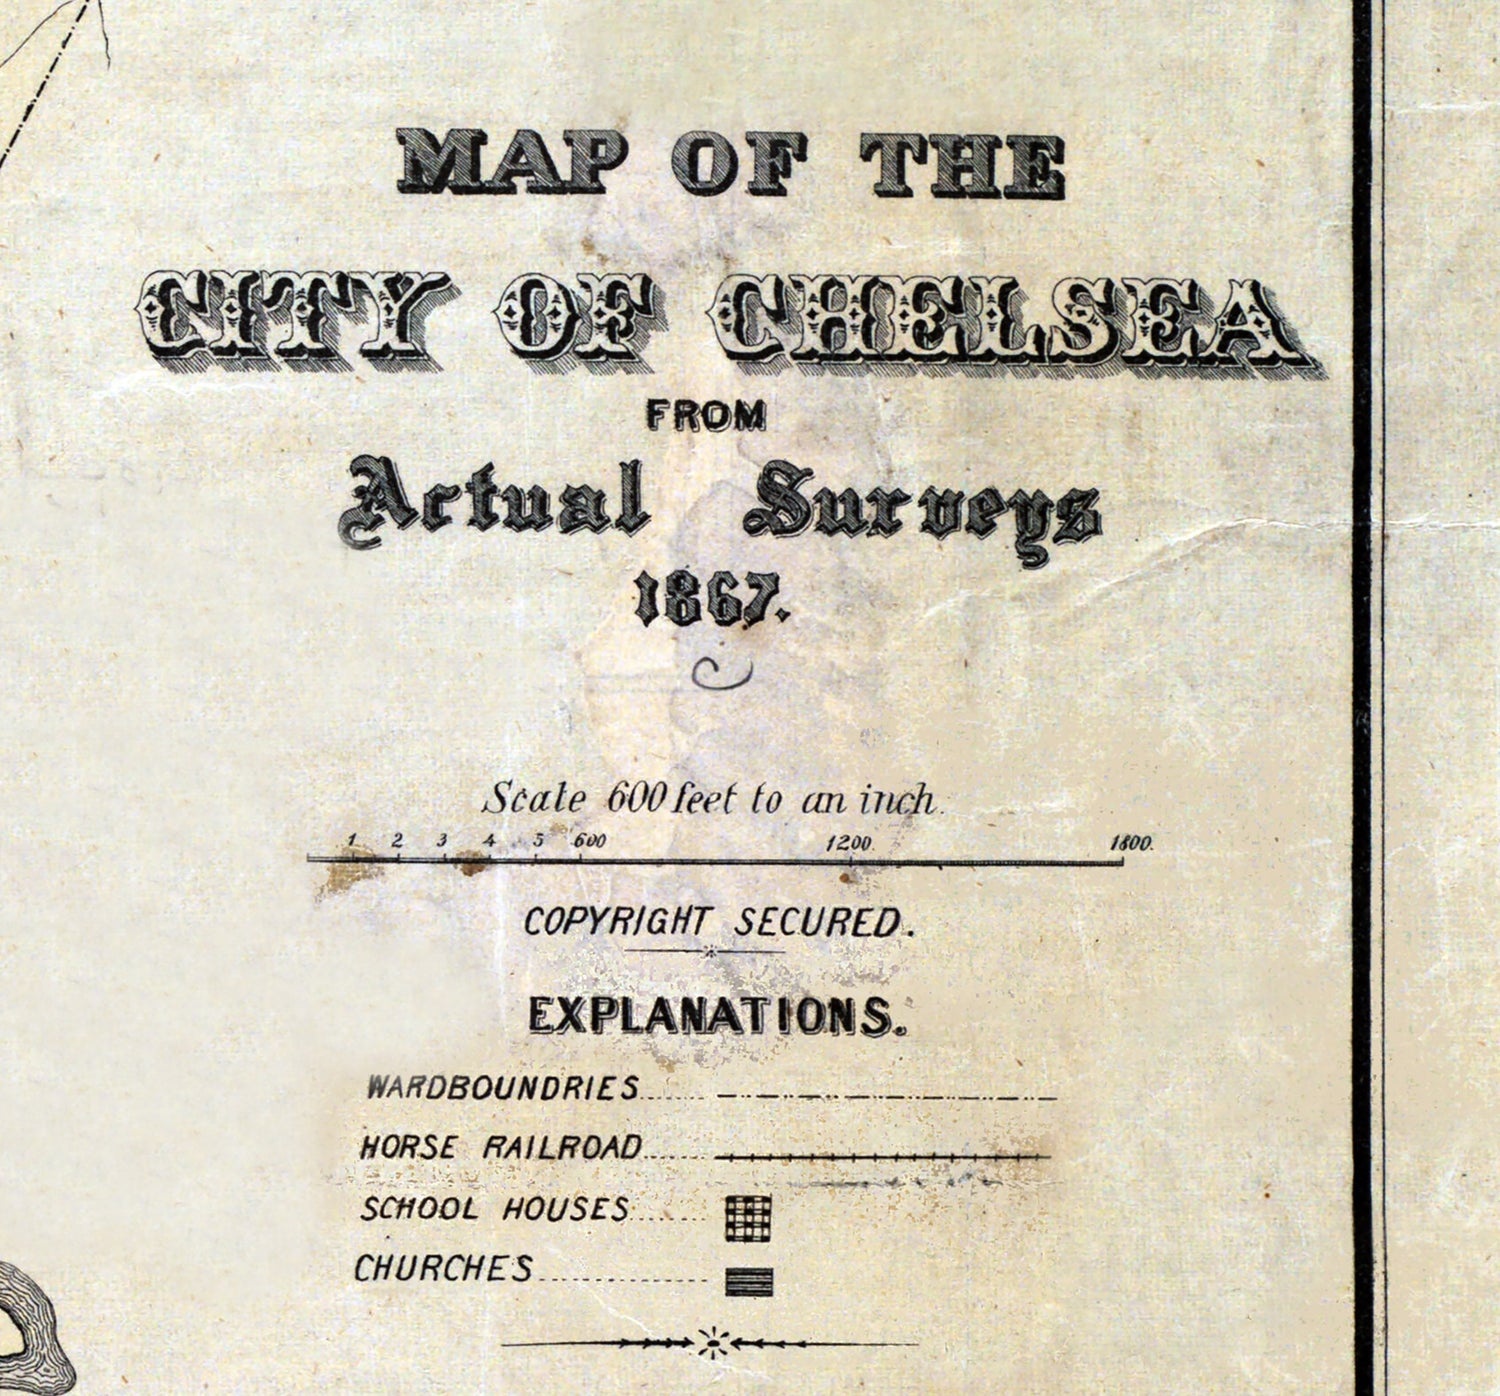 MAP OF THE
CITY OF CHELSEA
FROM
Actual Surveys
1867.
Scale 600 feet to an inch.
1 2 3 4 5 600 1200. 1800.
COPYRIGHT SECURED.
EXPLANATIONS.
WARDBOUNDRIES
HORSE RAILROAD
SCHOOL HOUSES
CHURCHES